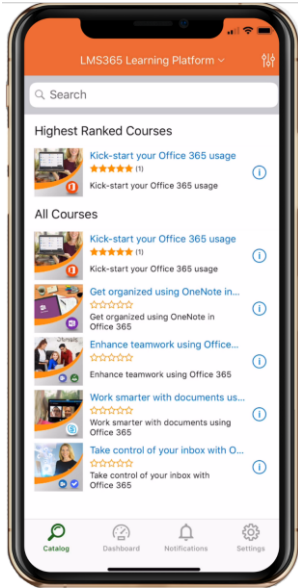 LMS365 Learning Platform
Search
Highest Ranked Courses
Kick-start your Office 365 usage
(1)
Kick-start your Office 365 usage
All Courses
Kick-start your Office 365 usage
(1)
Kick-start your Office 365 usage
Get organized using OneNote in...
Get organized using OneNote in
Office 365
Enhance teamwork using Office...
Enhance teamwork using Office 365
Work smarter with documents us...
Work smarter with documents using
Office 365
Take control of your inbox with O...
Take control of your inbox with
Office 365
Catalog
Dashboard
Notifications
Settings